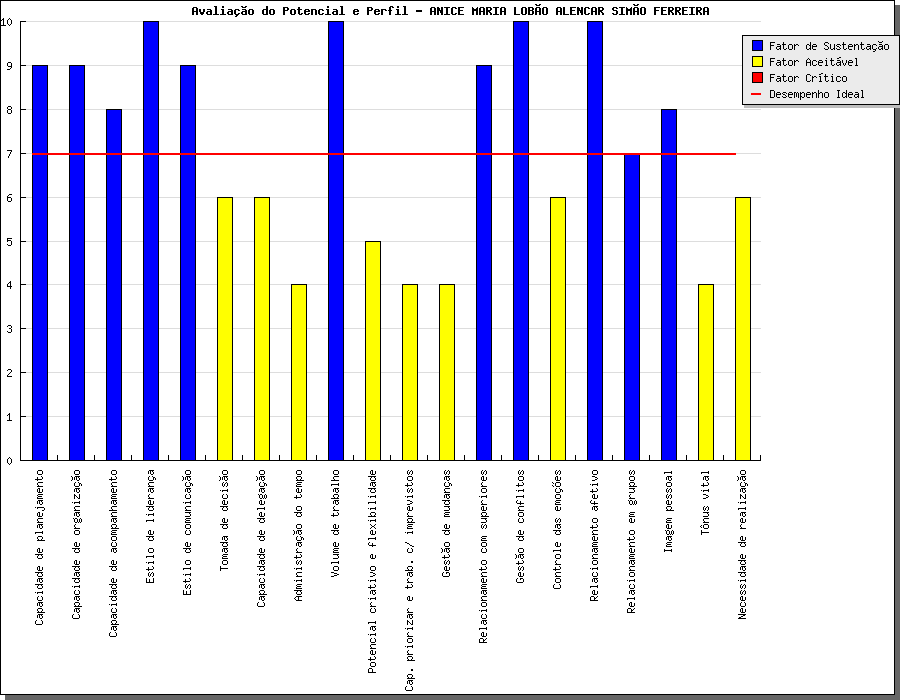 Avaliação do Potencial e Perfil - ANICE MARIA LOBÃO ALENCAR SIMÃO FERREIRA
Fator de Sustentação
Fator Aceitável
Fator Crítico
Desempenho Ideal
10
9
8
7
6
5
4
3
2
1
0
Capacidade de planejamento
Capacidade de organização
Capacidade de acompanhamento
Estilo de liderança
Estilo de comunicação
Tomada de decisão
Capacidade de delegação
Administração do tempo
Volume de trabalho
Potencial criativo e flexibilidade
Cap. priorizar e trab. c/ imprevistos
Gestão de mudanças
Relacionamento com superiores
Gestão de conflitos
Controle das emoções
Relacionamento afetivo
Relacionamento em grupos
Imagem pessoal
Tônus vital
Necessidade de realização